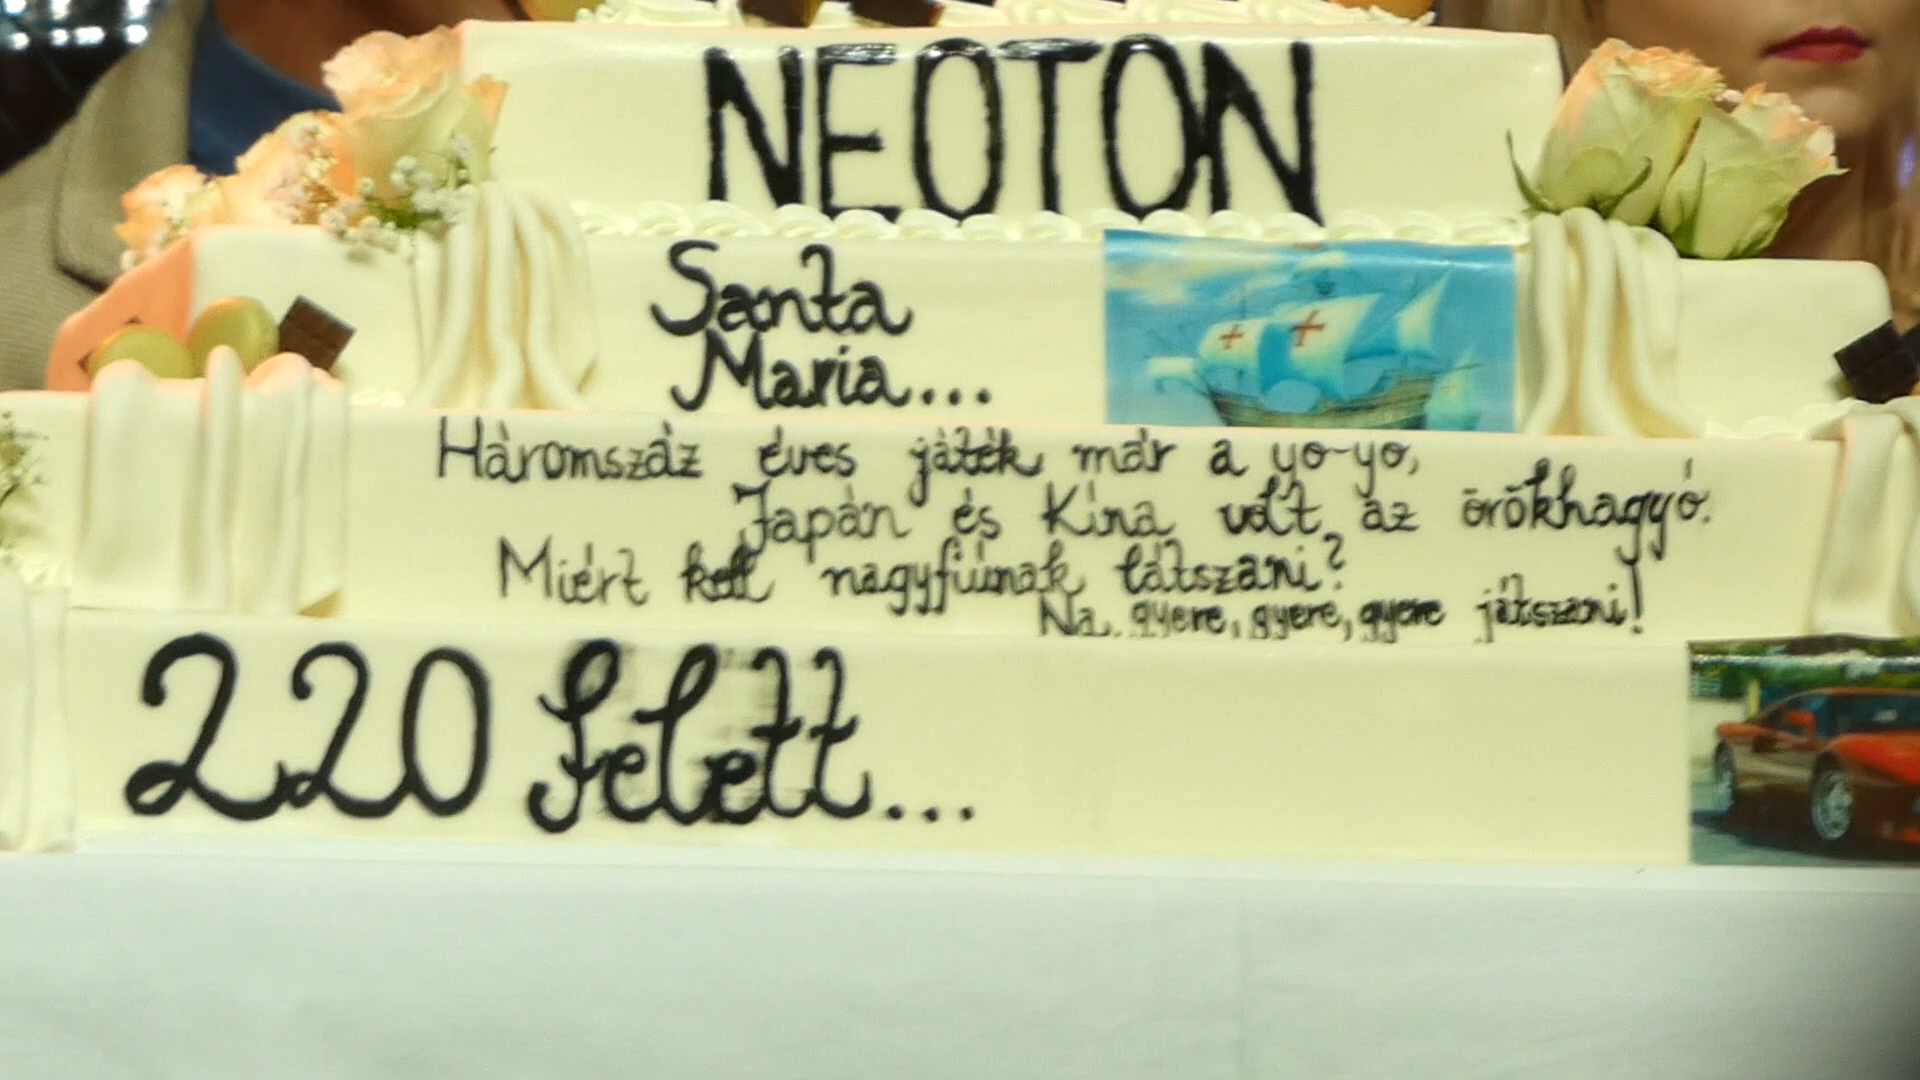 NEOTON
Santa
Maria...
Háromszáz éves játék már a yo-yo,
Japán és Kína volt az örökhagyó.
Miért kell nagyfiúnak látszani?
Na, gyere, gyere, gyere játszani!
220 felett...